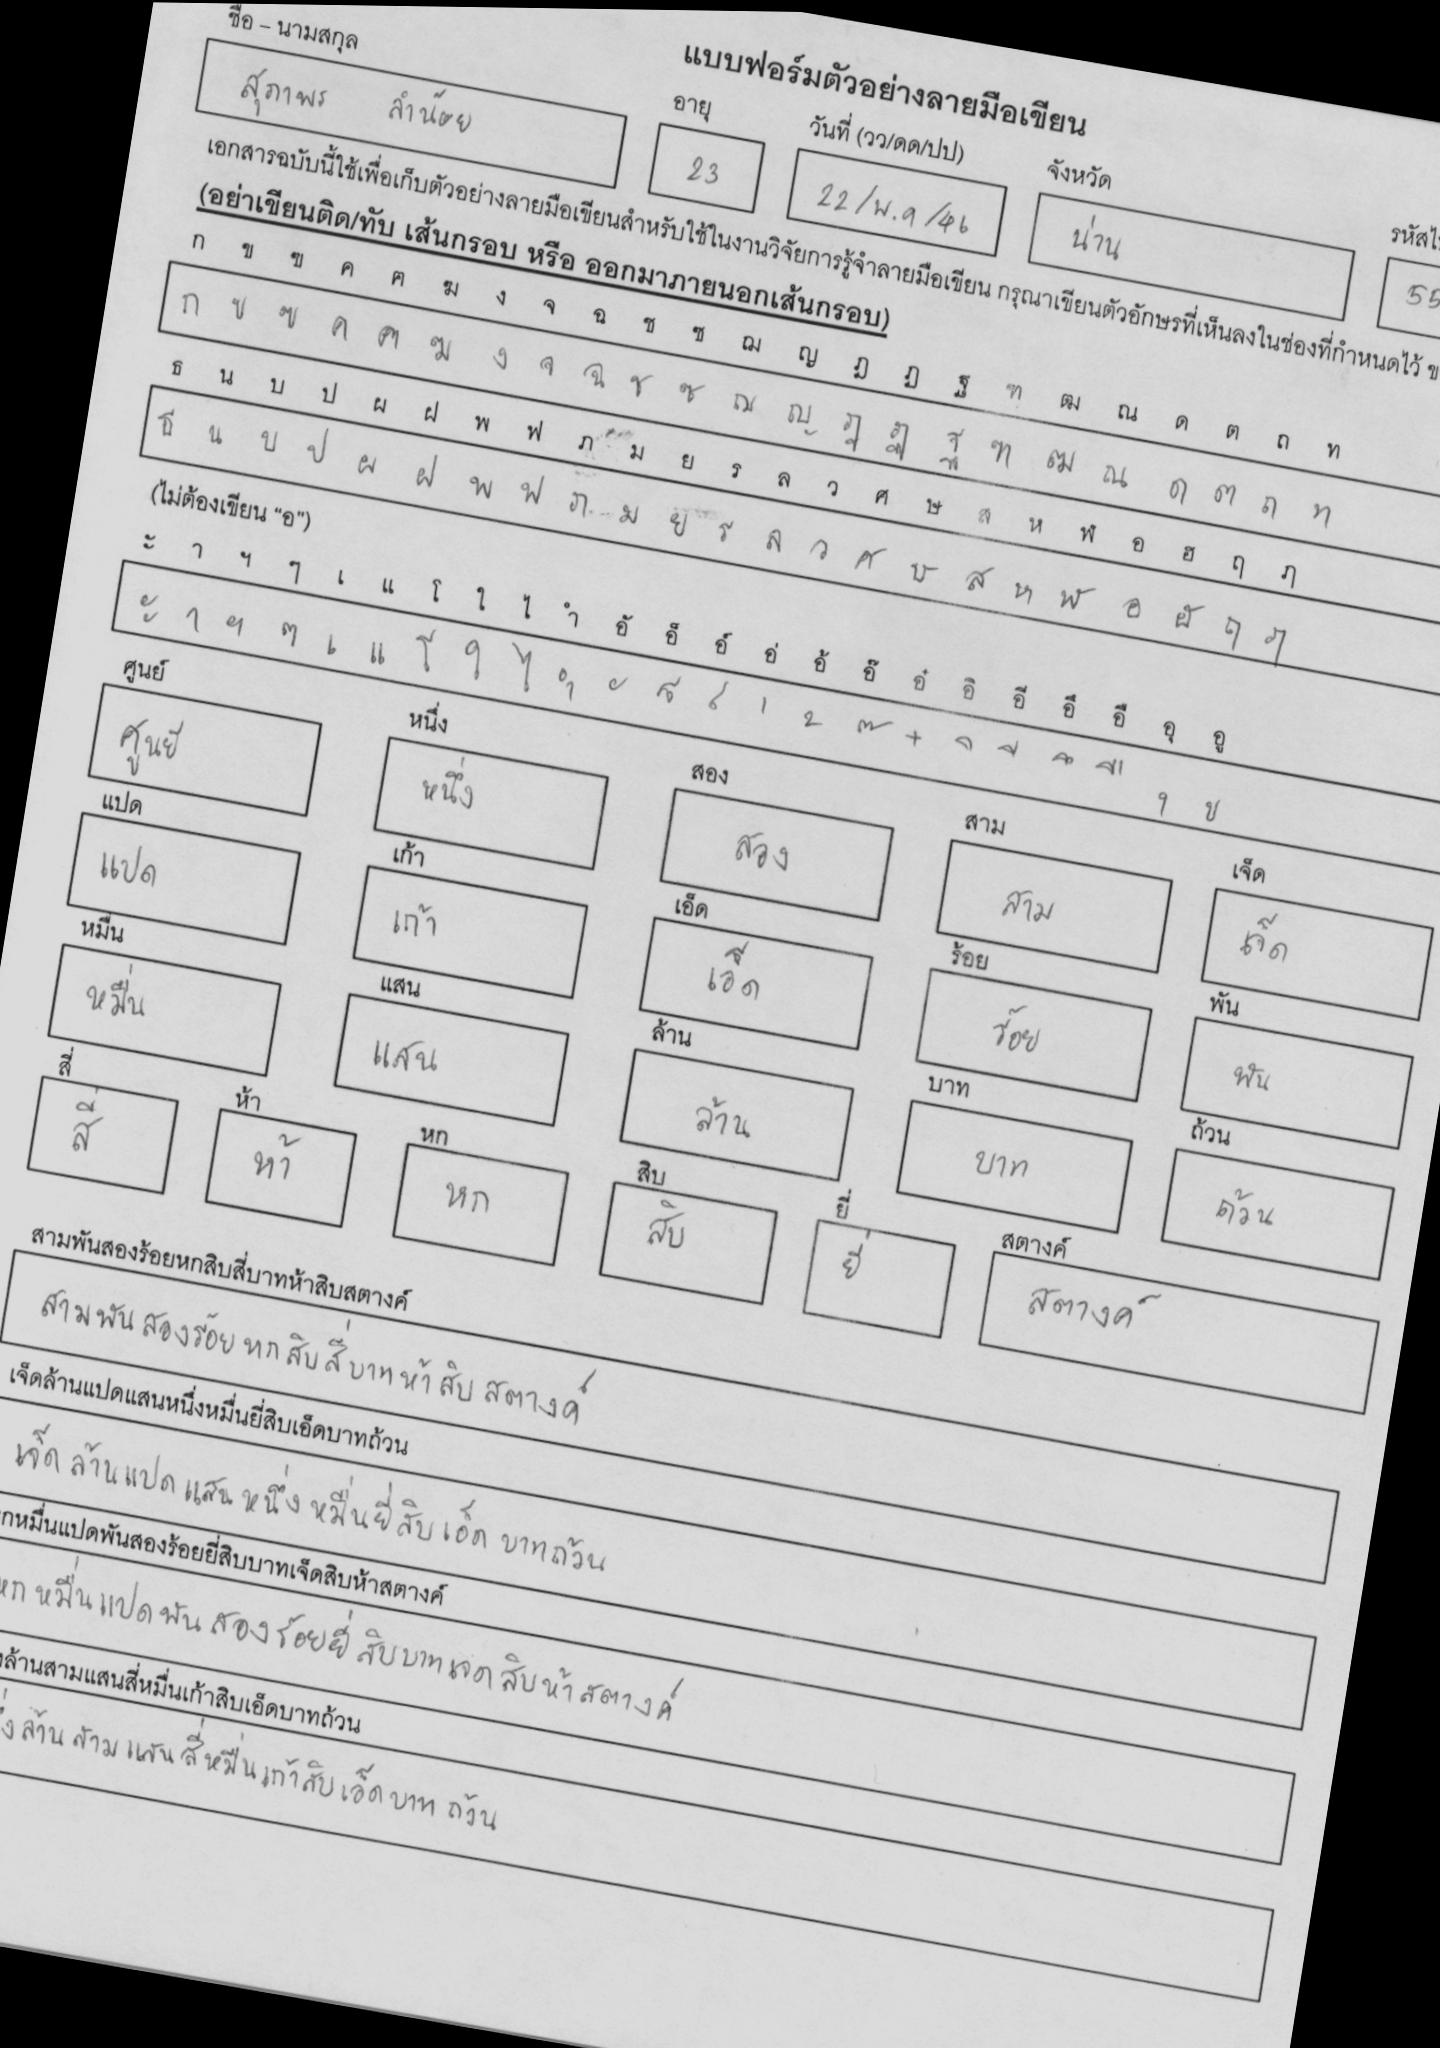 แบบฟอร์มตัวอย่างลายมือเขียน
ชื่อ – นามสกุล อายุ วันที่ (วว/ดด/ปป) จังหวัด
สุภาพร ลำน้อย 23 22/พ.ค/46 น่าน 55
เอกสารฉบับนี้ใช้เพื่อเก็บตัวอย่างลายมือเขียนสำหรับใช้ในงานวิจัยการรู้จำลายมือเขียน กรุณาเขียนตัวอักษรที่เห็นลงในช่องที่กำหนดไว้
(อย่าเขียนติด/ทับ เส้นกรอบ หรือ ออกมาภายนอกเส้นกรอบ)
ก ข ฃ ค ฅ ฆ ง จ ฉ ช ซ ฌ ญ ฎ ฏ ฐ ฑ ฒ ณ ด ต ถ ท
ก ข ฃ ค ฅ ฆ ง จ ฉ ช ซ ฌ ญ ฎ ฏ ฐ ฑ ฒ ณ ด ต ถ ท
ธ น บ ป ผ ฝ พ ฟ ภ ม ย ร ล ว ศ ษ ส ห ฬ อ ฮ ฤ ฦ
ธ น บ ป ผ ฝ พ ฟ ภ ม ย ร ล ว ศ ษ ส ห ฬ อ ฮ ฤ ฦ
(ไม่ต้องเขียน “อ”)
ะ า ฯ ๆ เ แ โ ใ ไ ำ อั อ็ อ์ อ่ อ้ อ๊ อ๋ อิ อี อึ อื อุ อู
ะ า ฯ ๆ เ แ โ ใ ไ ำ ั ็ ์ ่ ้ ๊ ๋ ิ ี ึ ื ุ ู
ศูนย์ หนึ่ง สอง สาม เจ็ด
ศูนย์ หนึ่ง สอง สาม เจ็ด
แปด เก้า เอ็ด ร้อย พัน
แปด เก้า เอ็ด ร้อย พัน
หมื่น แสน ล้าน บาท ถ้วน
หมื่น แสน ล้าน บาท ถ้วน
สี่ ห้า หก สิบ ยี่ สตางค์
สี่ ห้า หก สิบ ยี่ สตางค์
สามพันสองร้อยหกสิบสี่บาทห้าสิบสตางค์
สามพัน สองร้อย หก สิบ สี่ บาท ห้า สิบ สตางค์
เจ็ดล้านแปดแสนหนึ่งหมื่นยี่สิบเอ็ดบาทถ้วน
เจ็ด ล้าน แปด แสน หนึ่ง หมื่น ยี่ สิบ เอ็ด บาท ถ้วน
กหมื่นแปดพันสองร้อยยี่สิบบาทเจ็ดสิบห้าสตางค์
หก หมื่น แปด พัน สอง ร้อย ยี่ สิบ บาท เจด สิบ ห้า สตางค์
ล้านสามแสนสี่หมื่นเก้าสิบเอ็ดบาทถ้วน
ล้าน สาม แสน สี่ หมื่น เก้า สิบ เอ็ด บาท ถ้วน